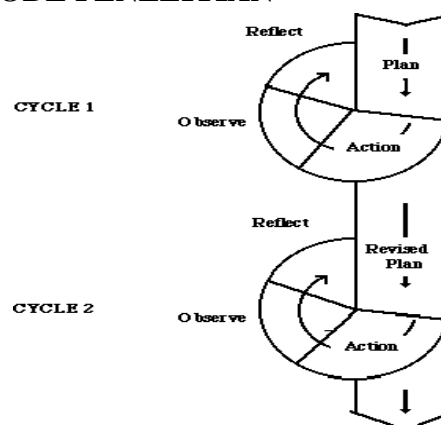 Reflect
Plan
CYCLE 1
Observe
Action
Reflect
Revised
Plan
CYCLE 2
Observe
Action